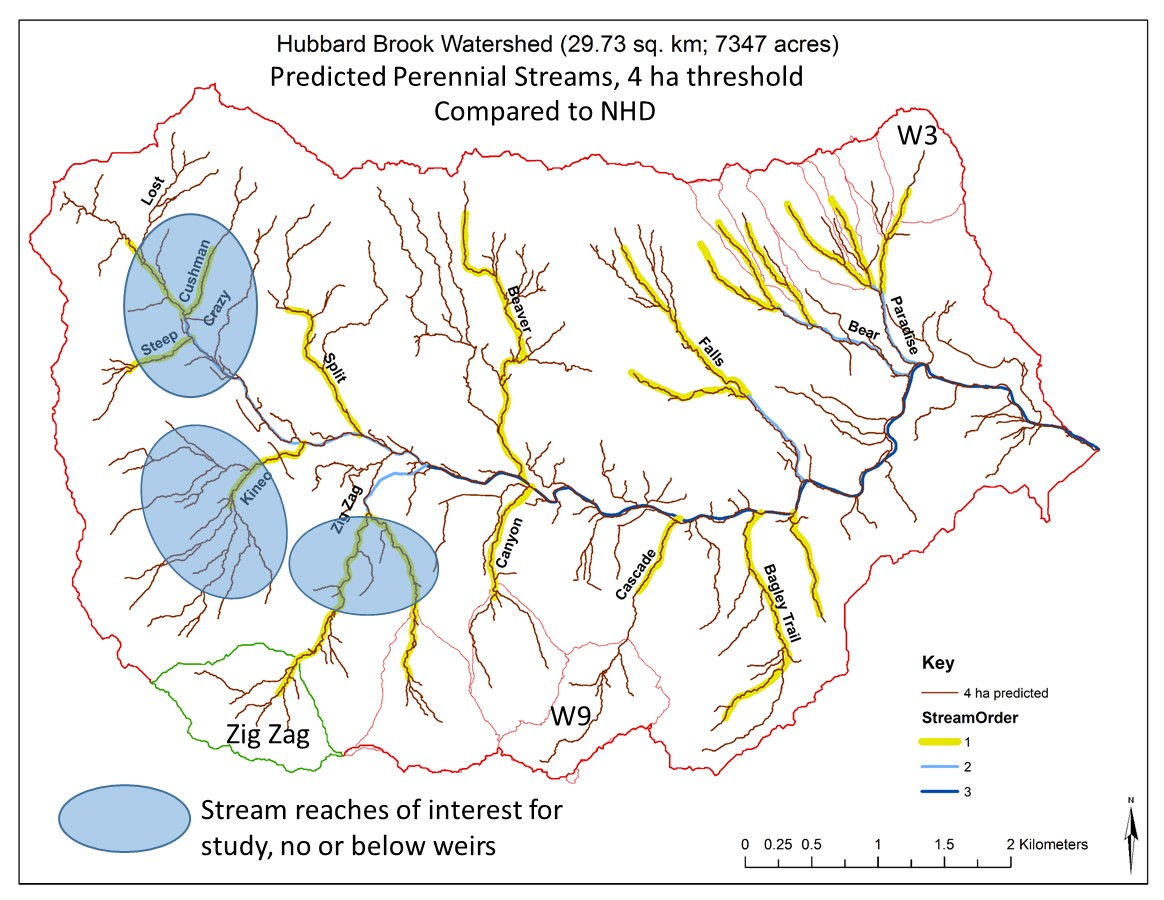 Hubbard Brook Watershed (29.73 sq. km; 7347 acres)
Predicted Perennial Streams, 4 ha threshold
Compared to NHD
W3
Lost
Cushman
Crazy
Steep
Split
Beaver
Falls
Bear
Paradise
Kineo
Zig Zag
Canyon
Cascade
Bagley Trail
Zig Zag
W9
Key
4 ha predicted
StreamOrder
1
2
3
Stream reaches of interest for
study, no or below weirs
0 0.25 0.5 1 1.5 2 Kilometers
N